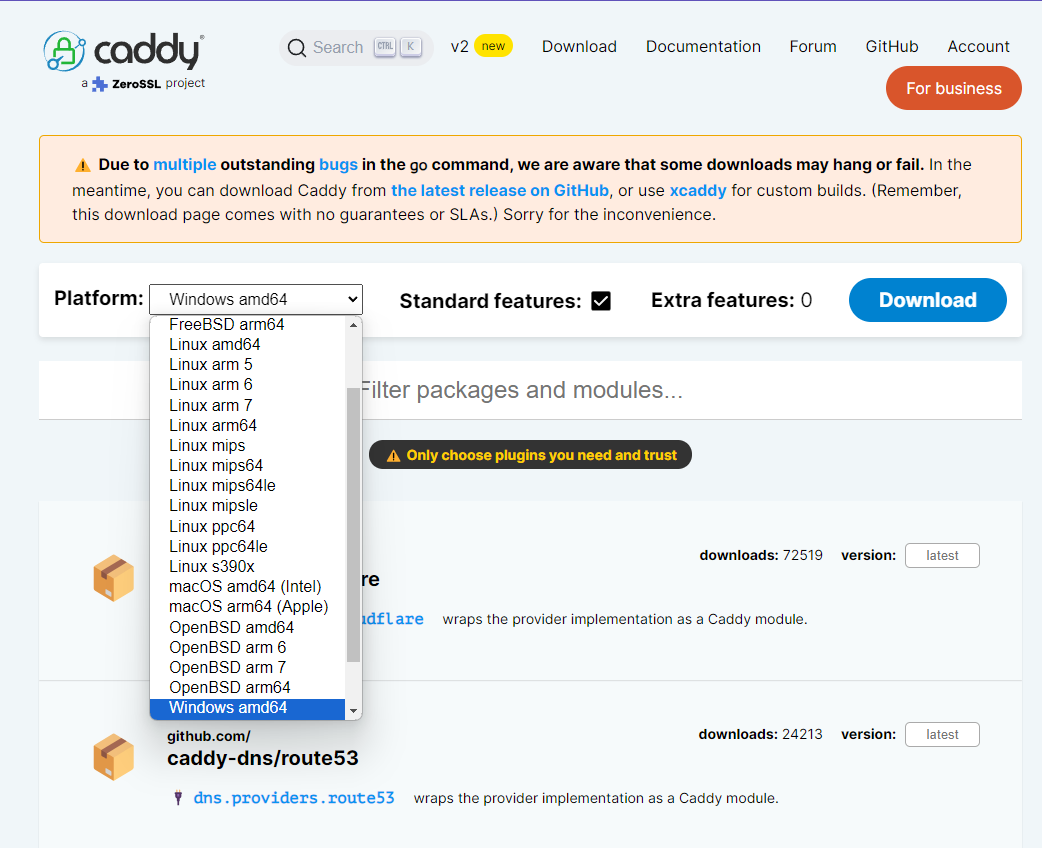 caddy®
a ZeroSSL project
Search CTRL K
v2 new
Download
Documentation
Forum
GitHub
Account
For business
⚠️ Due to multiple outstanding bugs in the go command, we are aware that some downloads may hang or fail. In the
meantime, you can download Caddy from the latest release on GitHub, or use xcaddy for custom builds. (Remember,
this download page comes with no guarantees or SLAs.) Sorry for the inconvenience.
Platform: Windows amd64
Standard features:
Extra features: 0
Download
FreeBSD arm64
Linux amd64
Linux arm 5
Linux arm 6
Linux arm 7
Linux arm64
Linux mips
Linux mips64
Linux mips64le
Linux mipsle
Linux ppc64
Linux ppc64le
Linux s390x
macOS amd64 (Intel)
macOS arm64 (Apple)
OpenBSD amd64
OpenBSD arm 6
OpenBSD arm 7
OpenBSD arm64
Windows amd64
Filter packages and modules...
⚠️ Only choose plugins you need and trust
downloads: 72519 version: latest
re
udflare wraps the provider implementation as a Caddy module.
github.com/
caddy-dns/route53
downloads: 24213 version: latest
dns.providers.route53 wraps the provider implementation as a Caddy module.